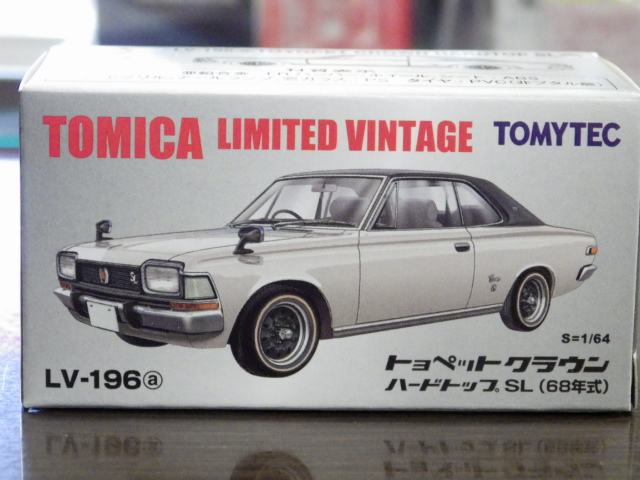 TOMICA LIMITED VINTAGE TOMYTEC
S=1/64
LV-196ⓐ
トヨペット クラウン
ハードトップ SL (68年式)